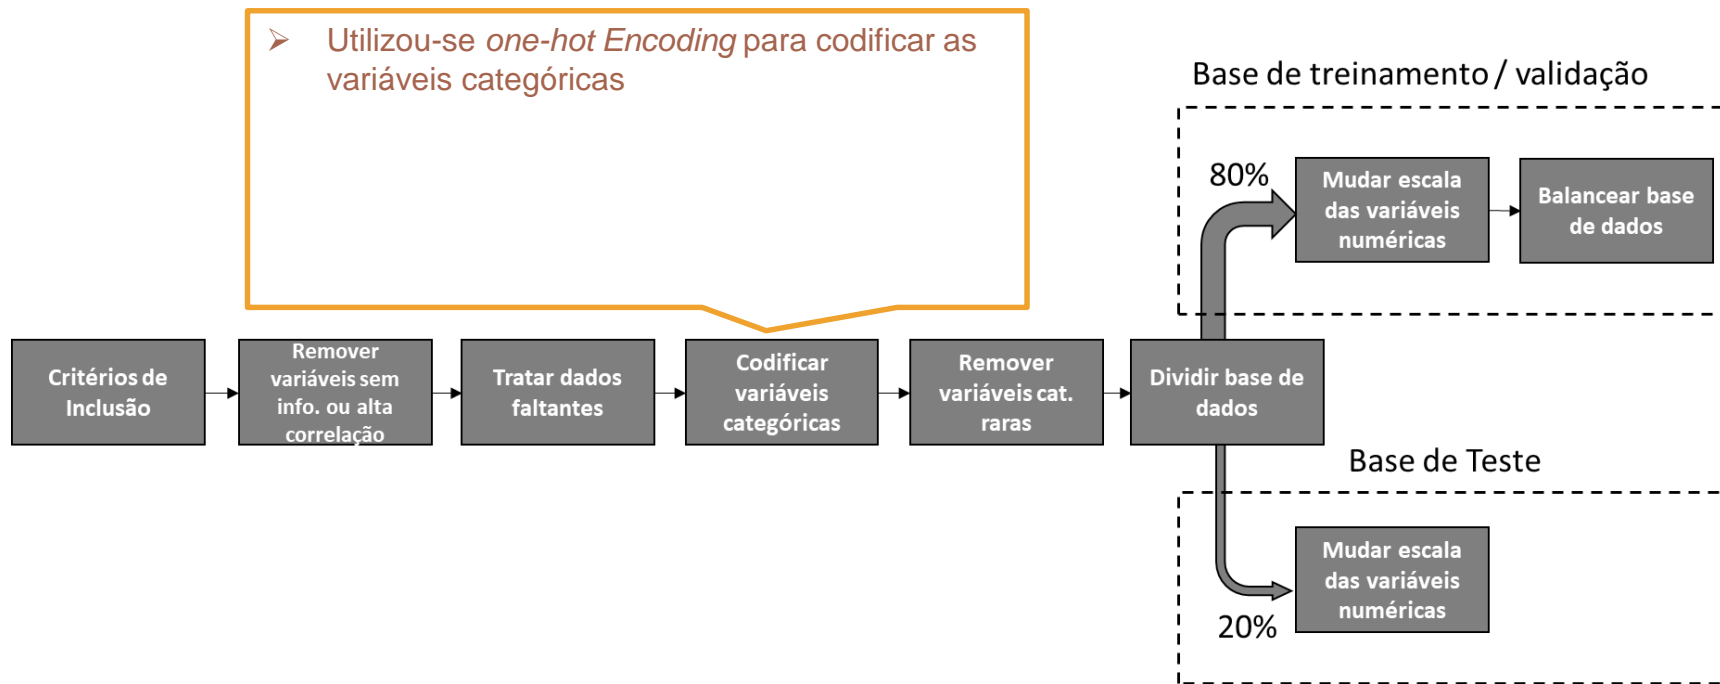 ➢ Utilizou-se one-hot Encoding para codificar as
variáveis categóricas
Base de treinamento / validação
80%
Mudar escala
das variáveis
numéricas
Balancear base
de dados
Critérios de
Inclusão
Remover
variáveis sem
info. ou alta
correlação
Tratar dados
faltantes
Codificar
variáveis
categóricas
Remover
variáveis cat.
raras
Dividir base de
dados
Base de Teste
Mudar escala
das variáveis
numéricas
20%